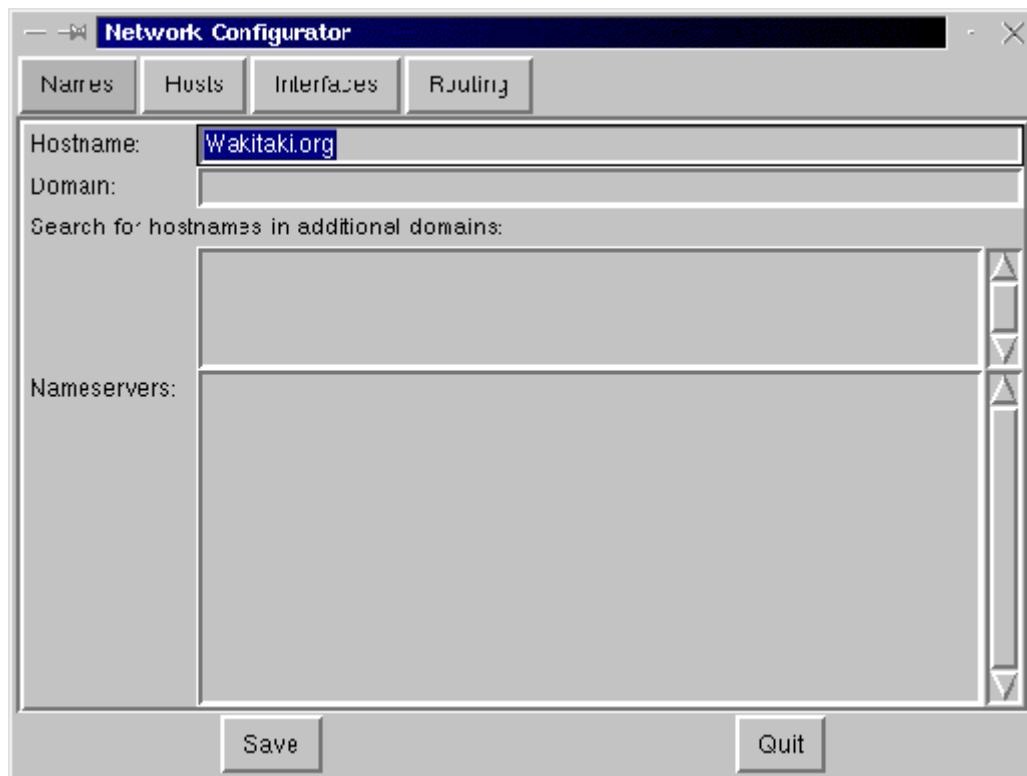 Network Configurator
Names Hosts Interfaces Routing
Hostname: Wakitaki.org
Domain:
Search for hostnames in additional domains:
Nameservers:
Save Quit